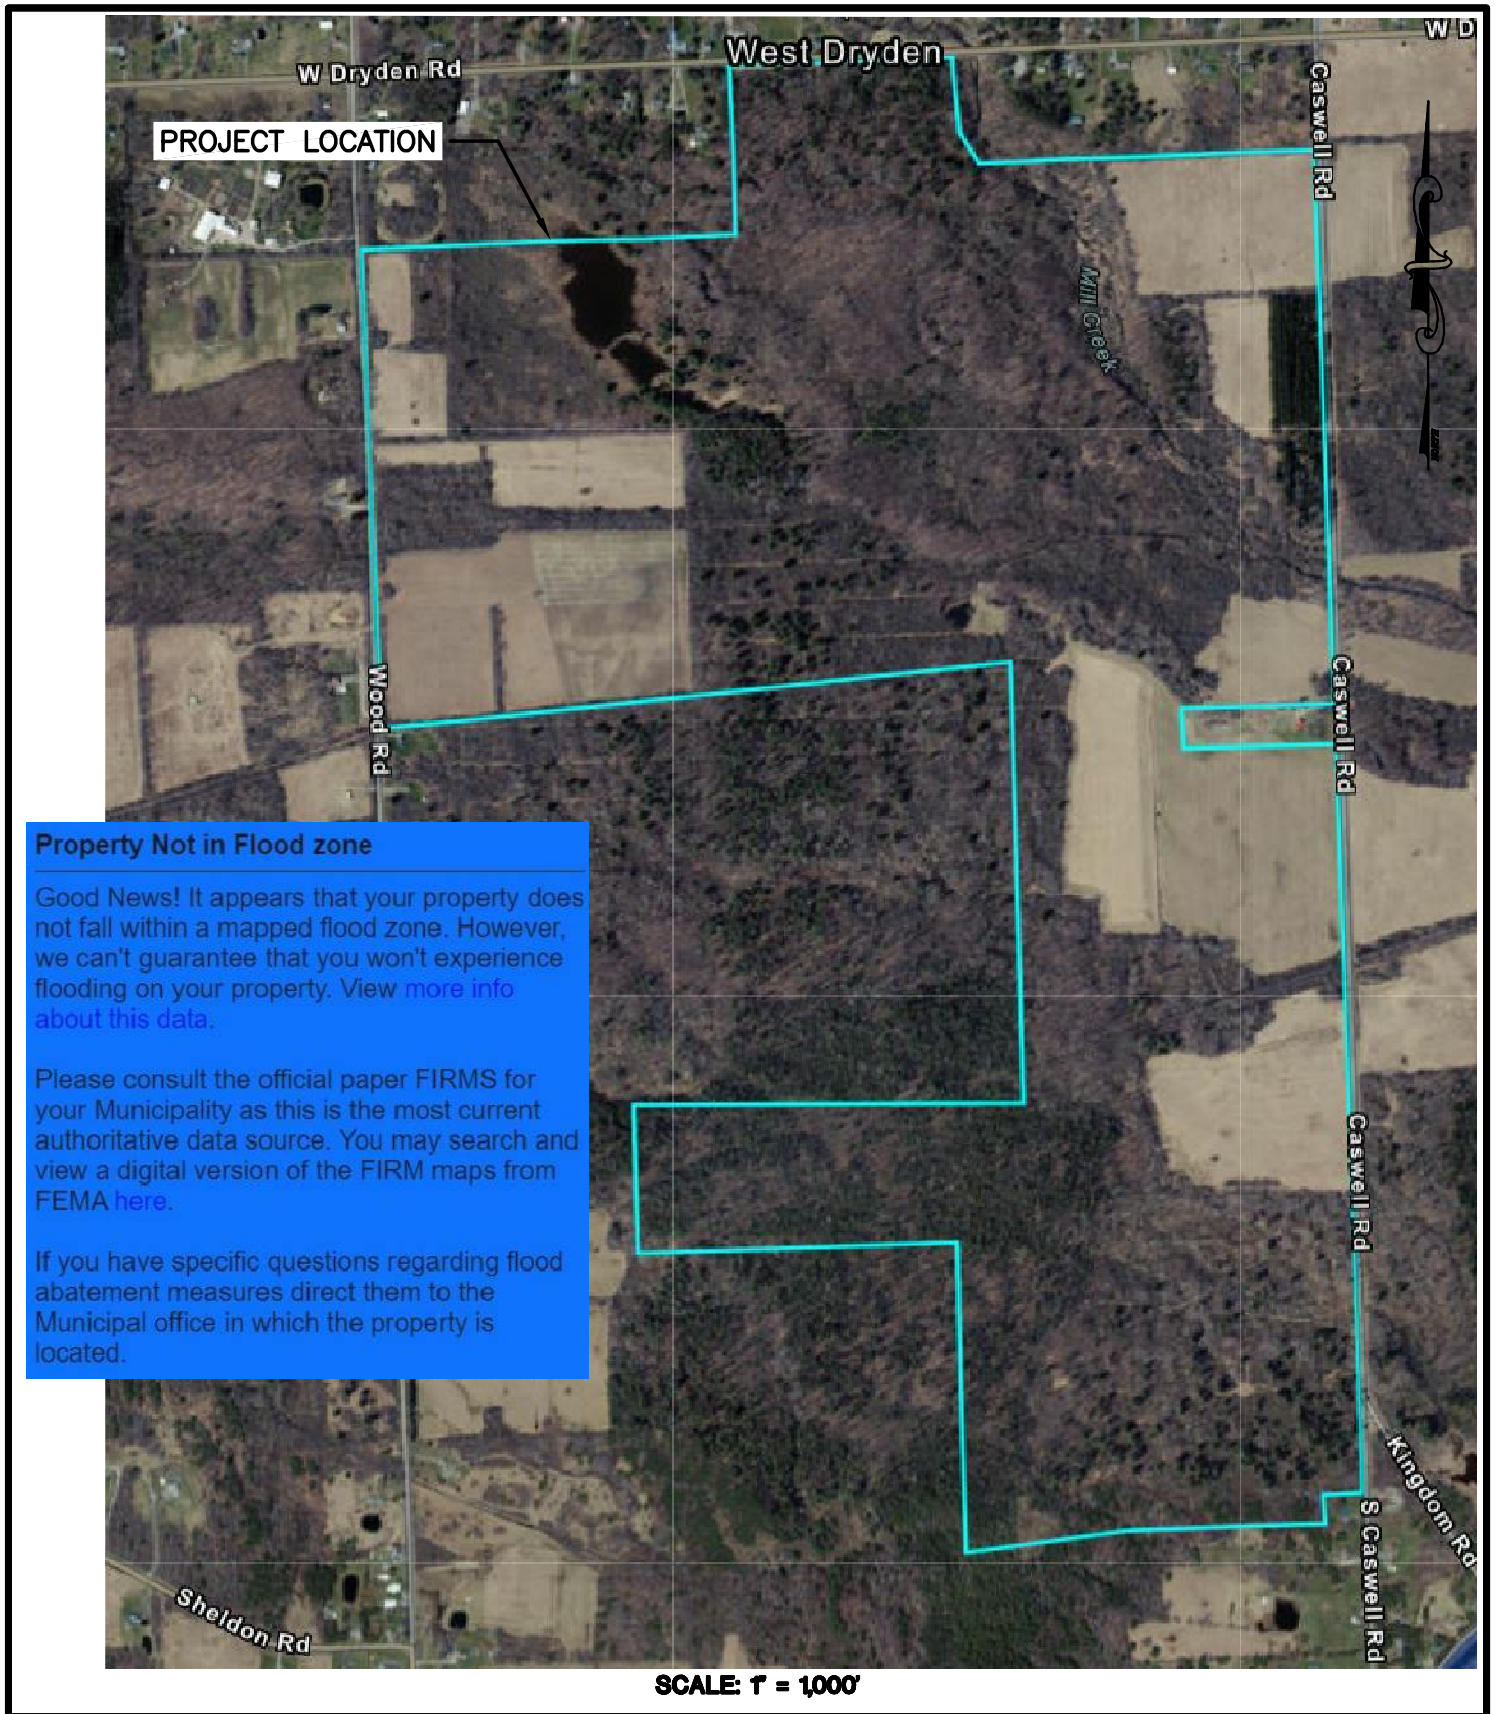 West Dryden
W D
W Dryden Rd
Caswell Rd
PROJECT LOCATION
Mill Creek
Wood Rd
Caswell Rd
Property Not in Flood zone
Good News! It appears that your property does
not fall within a mapped flood zone. However,
we can't guarantee that you won't experience
flooding on your property. View more info
about this data.
Please consult the official paper FIRMS for
your Municipality as this is the most current
authoritative data source. You may search and
view a digital version of the FIRM maps from
FEMA here.
If you have specific questions regarding flood
abatement measures direct them to the
Municipal office in which the property is
located.
Caswell Rd
Kingdom Rd
S Caswell Rd
Sheldon Rd
SCALE: 1" = 1,000'